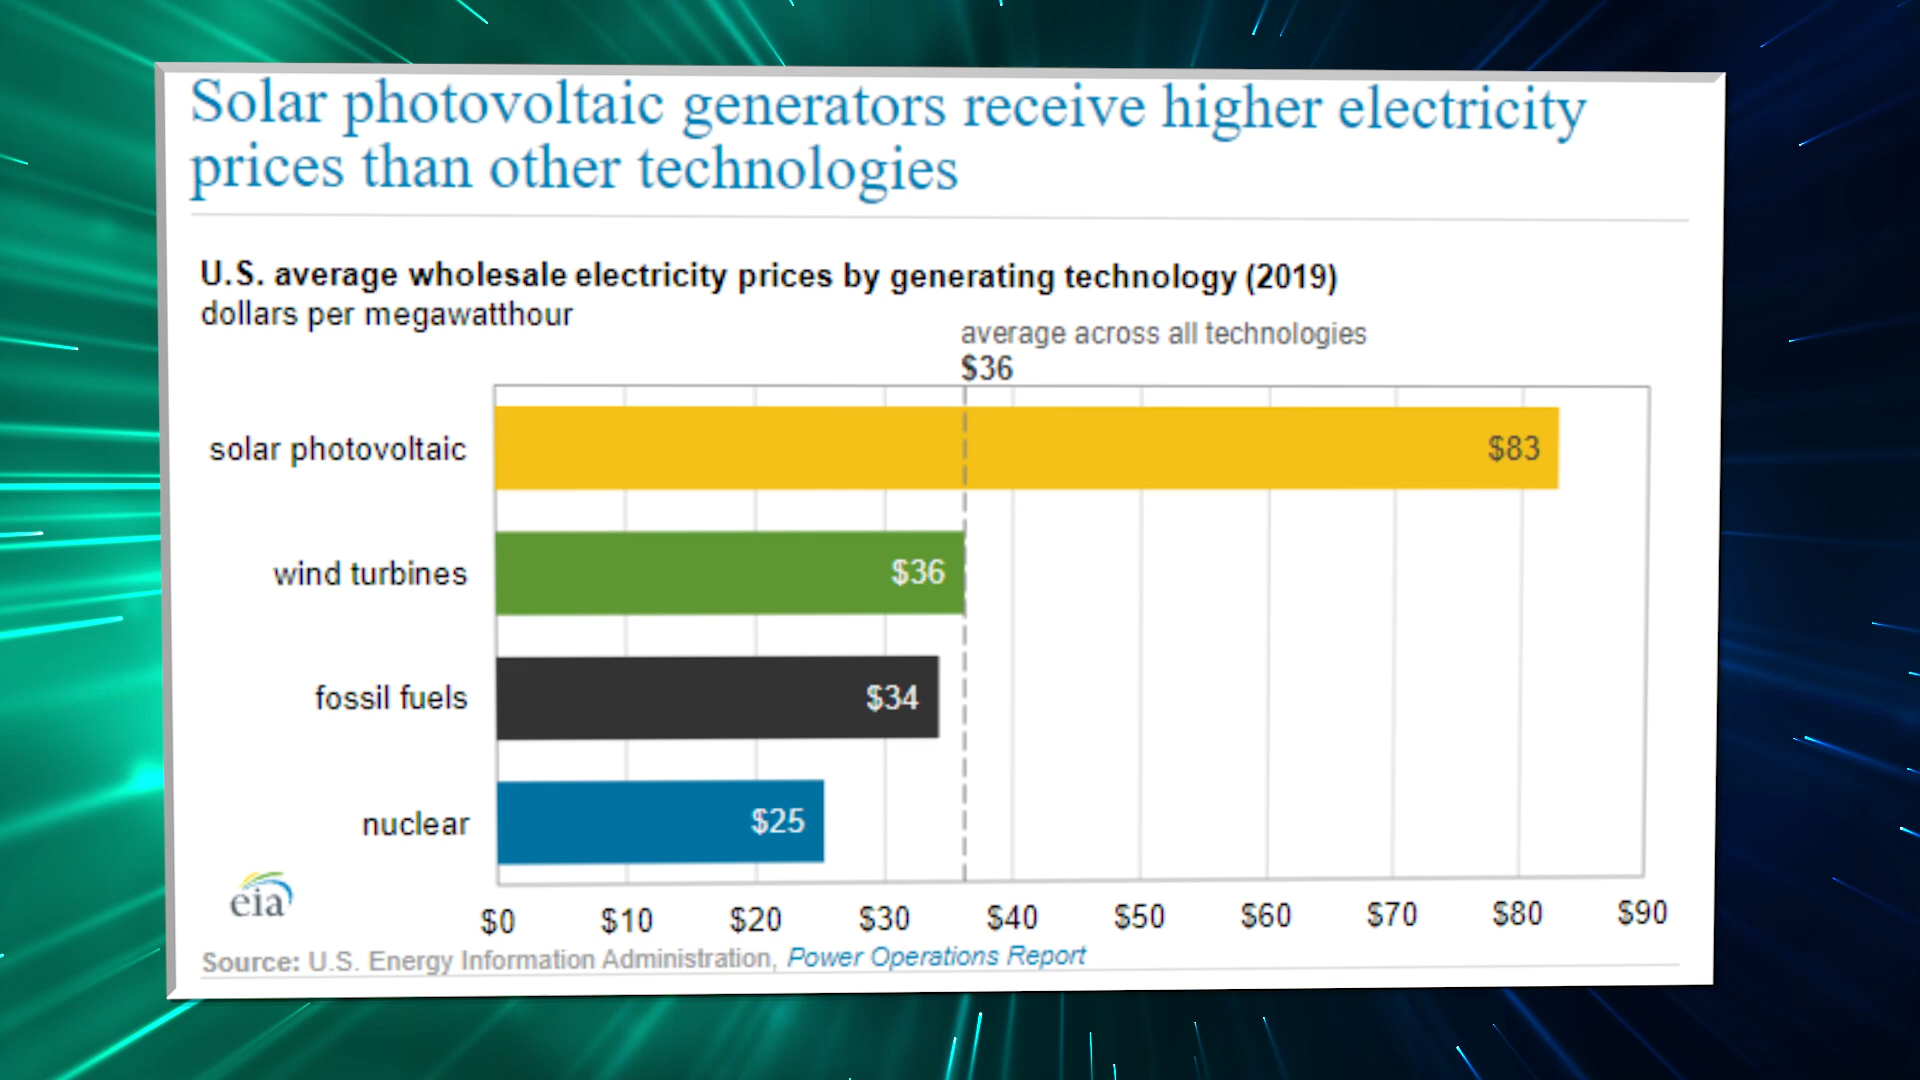 Solar photovoltaic generators receive higher electricity
prices than other technologies
U.S. average wholesale electricity prices by generating technology (2019)
dollars per megawatthour
average across all technologies
$36
solar photovoltaic
$83
wind turbines
$36
fossil fuels
$34
nuclear
$25
eia
$0 $10 $20 $30 $40 $50 $60 $70 $80 $90
Source: U.S. Energy Information Administration, Power Operations Report